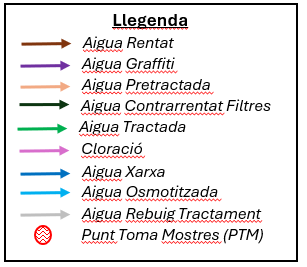 Llegenda
Aigua Rentat
Aigua Graffiti
Aigua Pretractada
Aigua Contrarrentat Filtres
Aigua Tractada
Cloració
Aigua Xarxa
Aigua Osmotitzada
Aigua Rebuig Tractament
Punt Toma Mostres (PTM)